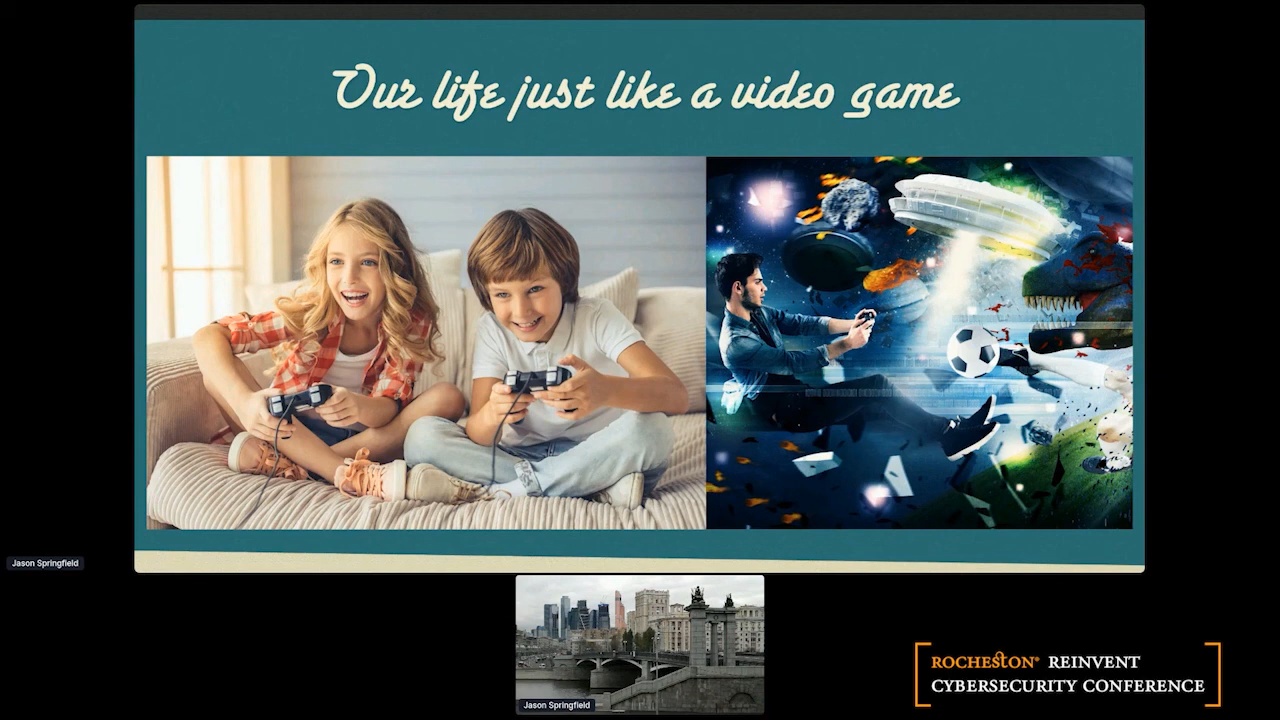 Our life just like a video game
Jason Springfield
Jason Springfield
ROCHESTON® REINVENT
CYBERSECURITY CONFERENCE